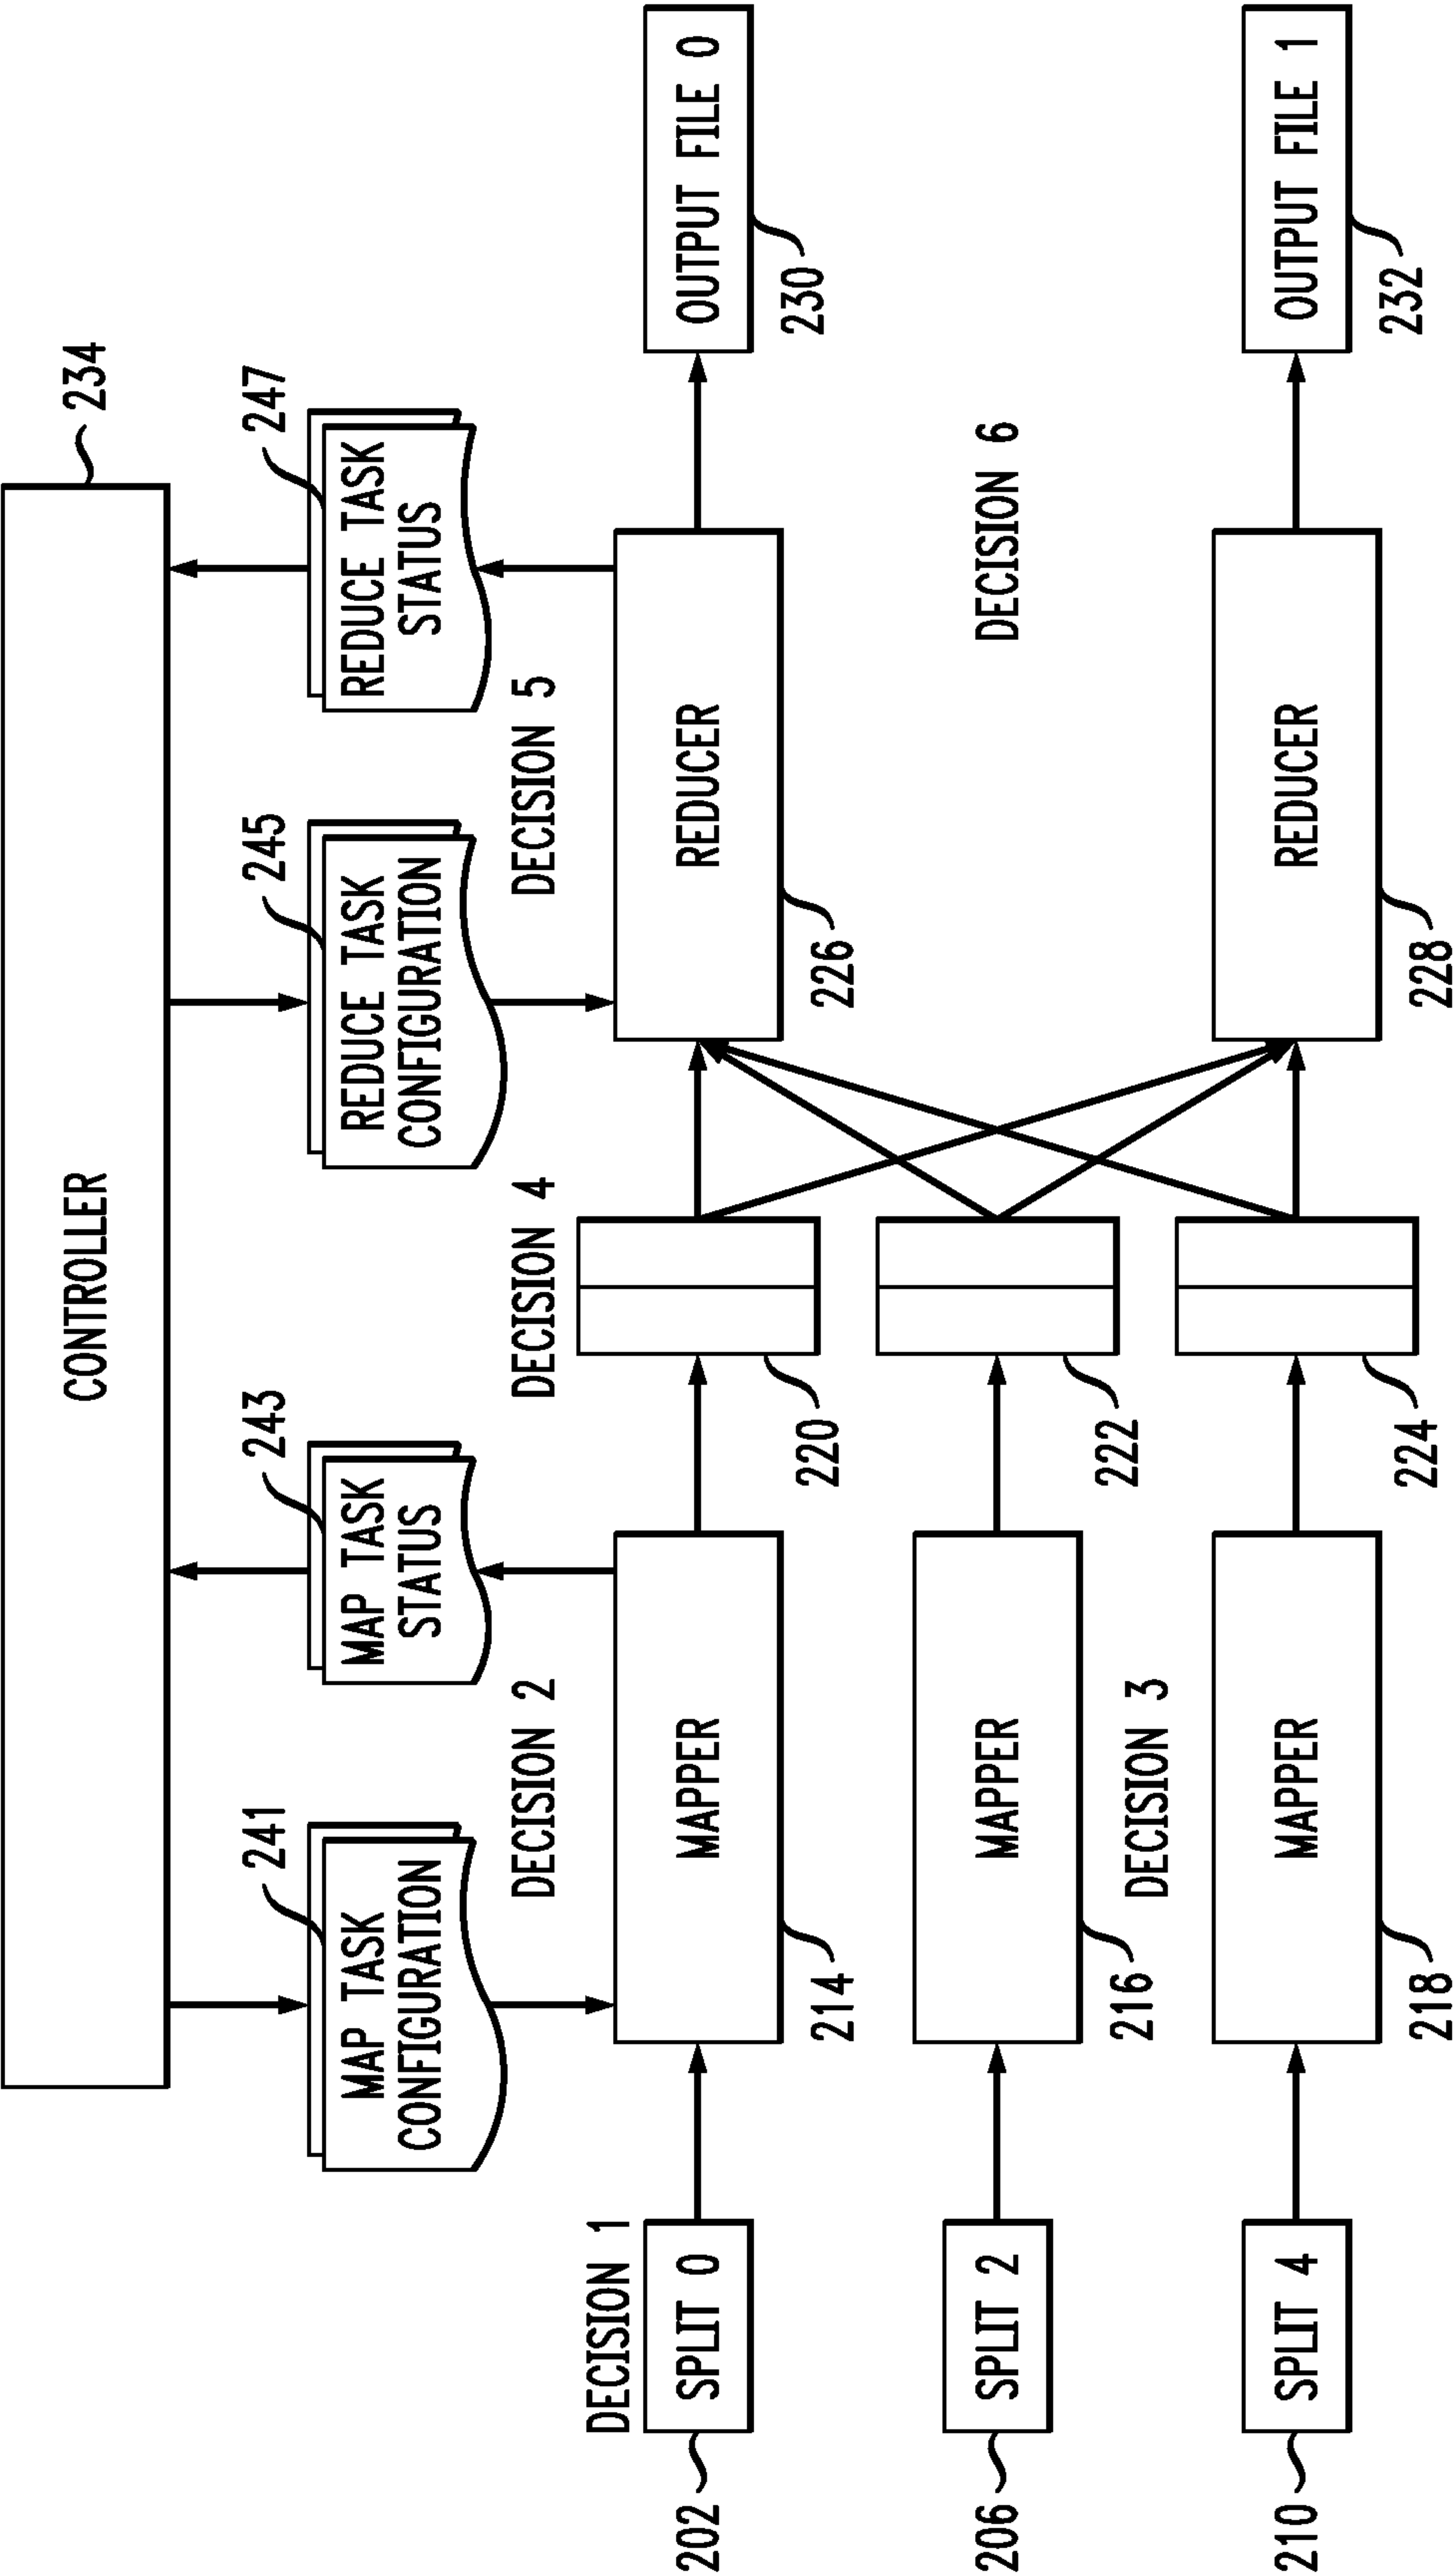 234
CONTROLLER
241
243
245
247
MAP TASK
CONFIGURATION
MAP TASK
STATUS
REDUCE TASK
CONFIGURATION
REDUCE TASK
STATUS
DECISION 1
DECISION 2
DECISION 4
DECISION 5
202
SPLIT 0
MAPPER
REDUCER
OUTPUT FILE 0
214
220
226
230
206
SPLIT 2
MAPPER
DECISION 6
216
222
DECISION 3
210
SPLIT 4
MAPPER
REDUCER
OUTPUT FILE 1
218
224
228
232